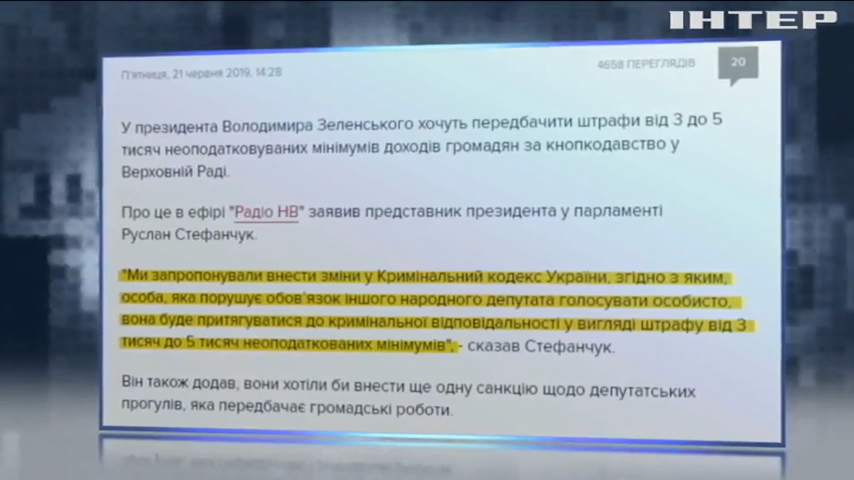 ІНТЕР
П'ятниця, 21 червня 2019, 14:28
4658 ПЕРЕГЛЯДІВ
20
У президента Володимира Зеленського хочуть передбачити штрафи від 3 до 5
тисяч неоподатковуваних мінімумів доходів громадян за кнопкодавство у
Верховній Раді.
Про це в ефірі "Радіо НВ" заявив представник президента у парламенті
Руслан Стефанчук.
"Ми запропонували внести зміни у Кримінальний кодекс України, згідно з яким,
особа, яка порушує обов'язок іншого народного депутата голосувати особисто,
вона буде притягуватися до кримінальної відповідальності у вигляді штрафу від 3
тисяч до 5 тисяч неоподаткованих мінімумів", - сказав Стефанчук.
Він також додав, вони хотіли би внести ще одну санкцію щодо депутатських
прогулів, яка передбачає громадські роботи.